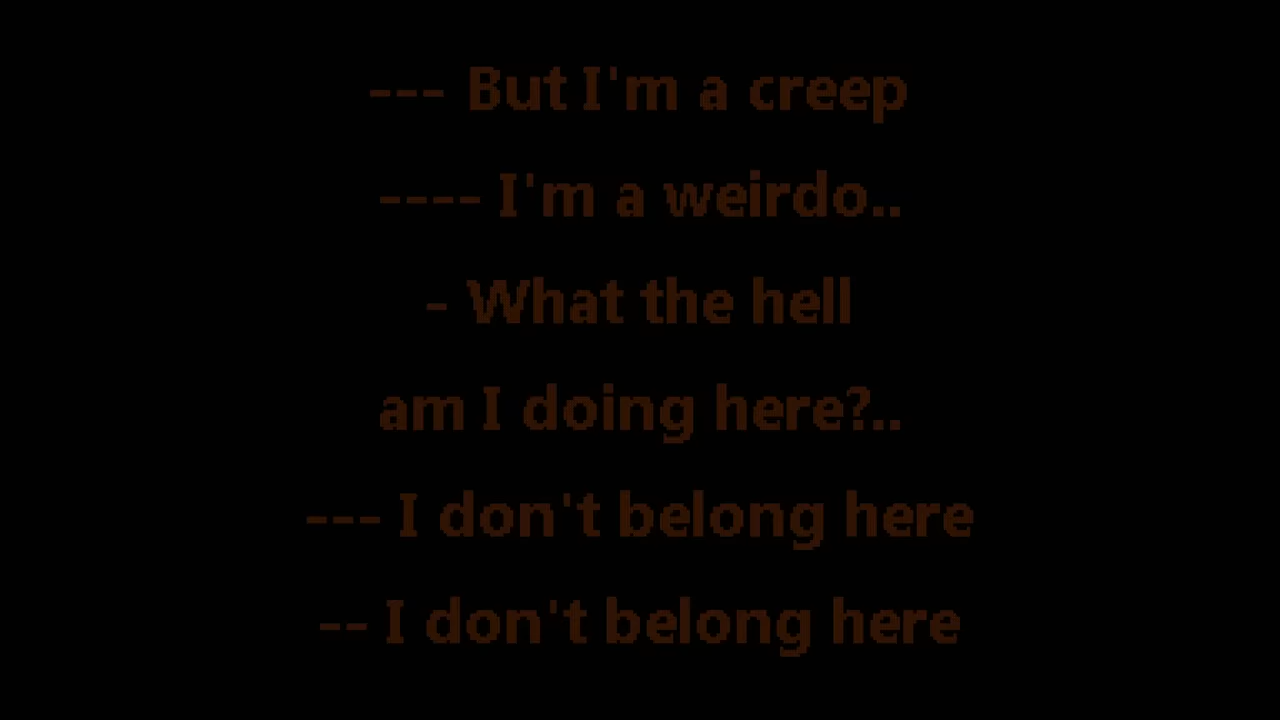 --- But I'm a creep
---- I'm a weirdo..
- What the hell
am I doing here?..
--- I don't belong here
-- I don't belong here